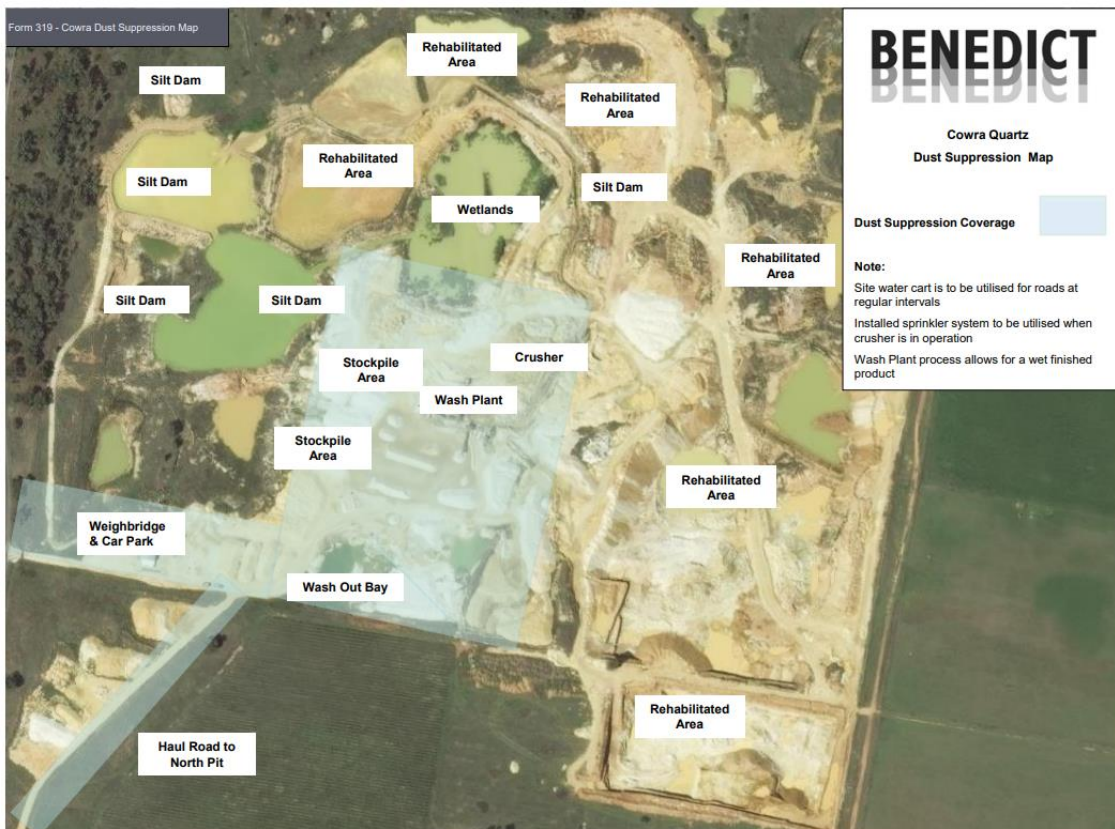 Form 319 - Cowra Dust Suppression Map
BENEDICT
Cowra Quartz
Dust Suppression Map
Dust Suppression Coverage
Note:
Site water cart is to be utilised for roads at
regular intervals
Installed sprinkler system to be utilised when
crusher is in operation
Wash Plant process allows for a wet finished
product
Rehabilitated
Area
Silt Dam
Rehabilitated
Area
Rehabilitated
Area
Silt Dam
Silt Dam
Wetlands
Rehabilitated
Area
Silt Dam
Silt Dam
Stockpile
Area
Crusher
Wash Plant
Stockpile
Area
Rehabilitated
Area
Weighbridge
& Car Park
Wash Out Bay
Rehabilitated
Area
Haul Road to
North Pit